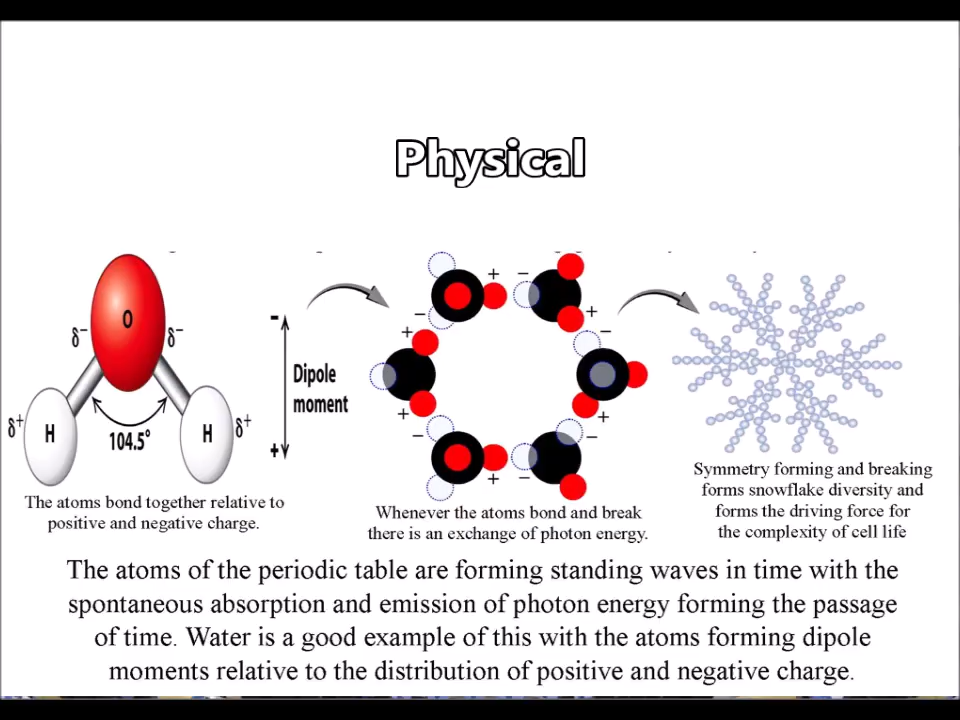 Physical
O
δ⁻ δ⁻
H H
δ⁺ δ⁺
104.5°
-
Dipole
moment
+
+ −
− +
+ −
+ +
− −
+ −
The atoms bond together relative to
positive and negative charge.
Whenever the atoms bond and break
there is an exchange of photon energy.
Symmetry forming and breaking
forms snowflake diversity and
forms the driving force for
the complexity of cell life
The atoms of the periodic table are forming standing waves in time with the
spontaneous absorption and emission of photon energy forming the passage
of time. Water is a good example of this with the atoms forming dipole
moments relative to the distribution of positive and negative charge.